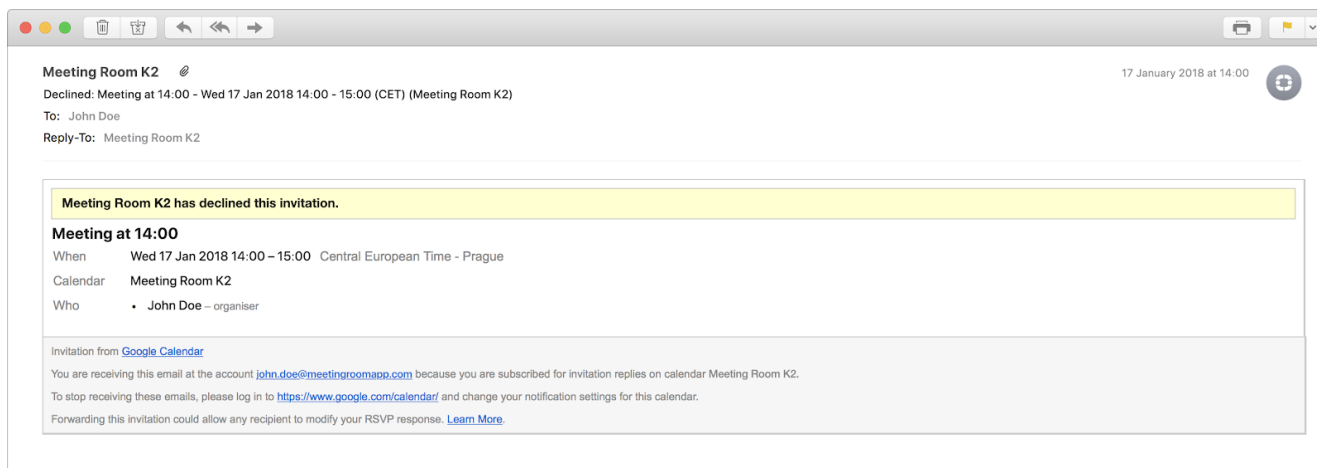 Meeting Room K2
17 January 2018 at 14:00
Declined: Meeting at 14:00 - Wed 17 Jan 2018 14:00 - 15:00 (CET) (Meeting Room K2)
To: John Doe
Reply-To: Meeting Room K2
Meeting Room K2 has declined this invitation.
Meeting at 14:00
When Wed 17 Jan 2018 14:00 – 15:00 Central European Time - Prague
Calendar Meeting Room K2
Who • John Doe – organiser
Invitation from Google Calendar
You are receiving this email at the account john.doe@meetingroomapp.com because you are subscribed for invitation replies on calendar Meeting Room K2.
To stop receiving these emails, please log in to https://www.google.com/calendar/ and change your notification settings for this calendar.
Forwarding this invitation could allow any recipient to modify your RSVP response. Learn More.